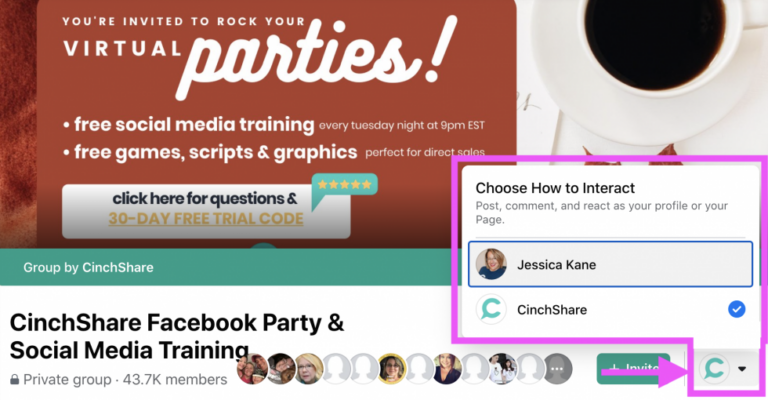 YOU'RE INVITED TO ROCK YOUR
VIRTUAL parties!
• free social media training every tuesday night at 9pm EST
• free games, scripts & graphics perfect for direct sales
click here for questions &
30-DAY FREE TRIAL CODE
Group by CinchShare
Choose How to Interact
Post, comment, and react as your profile or your
Page.
Jessica Kane
CinchShare
CinchShare Facebook Party &
Social Media Training
Private group · 43.7K members
+ Invite